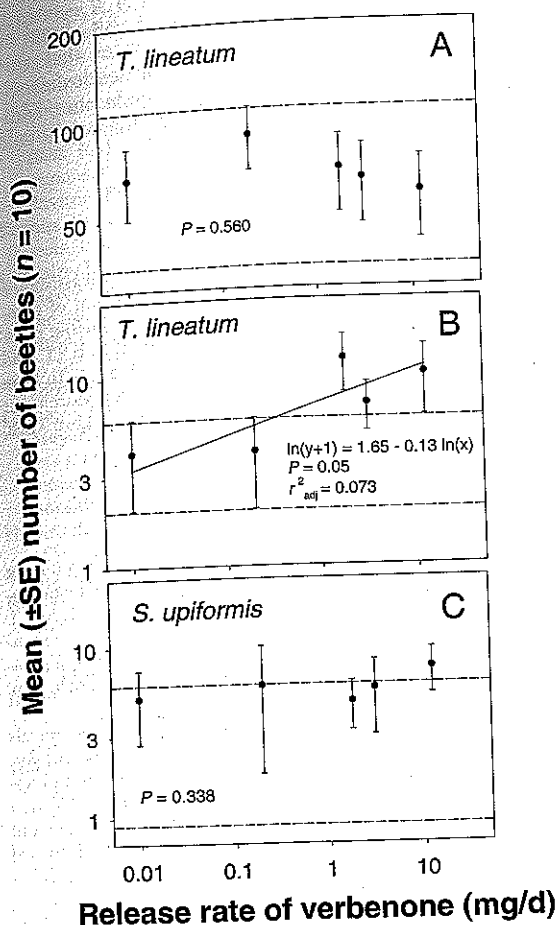 Mean (±SE) number of beetles (n = 10)
200
100
50
T. lineatum
A
P = 0.560
10
3
1
T. lineatum
B
ln(y+1) = 1.65 - 0.13 ln(x)
P = 0.05
r²adj = 0.073
10
3
1
S. upiformis
C
P = 0.338
0.01
0.1
1
10
Release rate of verbenone (mg/d)